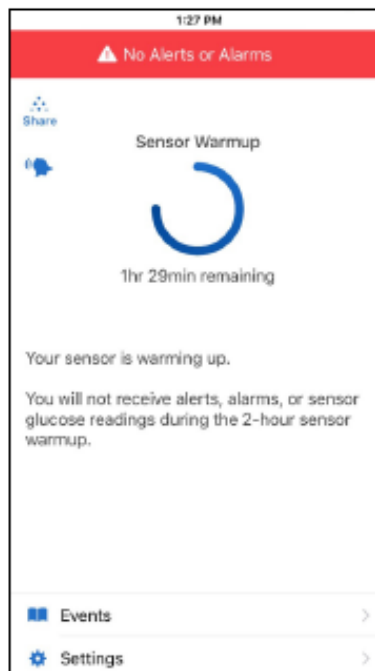 1:27 PM
No Alerts or Alarms
Share
Sensor Warmup
1hr 29min remaining
Your sensor is warming up.
You will not receive alerts, alarms, or sensor
glucose readings during the 2-hour sensor
warmup.
Events
Settings